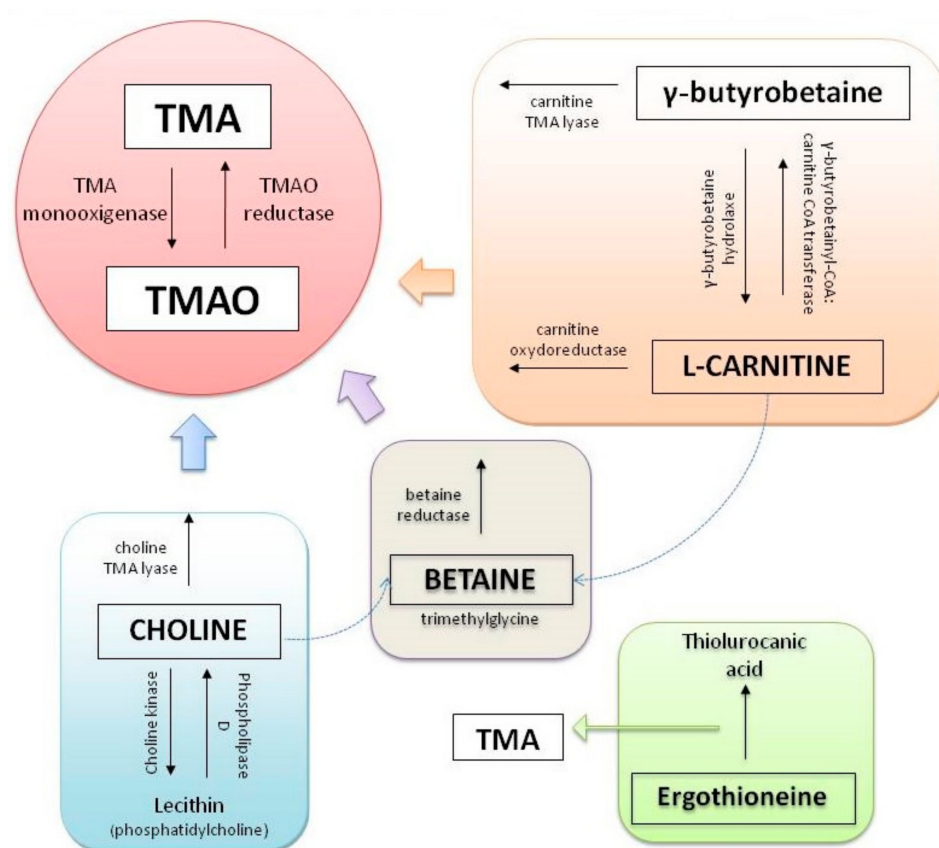 TMA
TMA
monooxigenase
TMAO
reductase
TMAO
γ-butyrobetaine
carnitine
TMA lyase
γ-butyrobetaine
hydrolaxe
γ-butyrobetainyl-CoA:
carnitine CoA transferase
carnitine
oxydoreductase
L-CARNITINE
betaine
reductase
BETAINE
trimethylglycine
choline
TMA lyase
CHOLINE
Choline kinase
Phospholipase
D
Lecithin
(phosphatidylcholine)
Thiolurocanic
acid
TMA
Ergothioneine